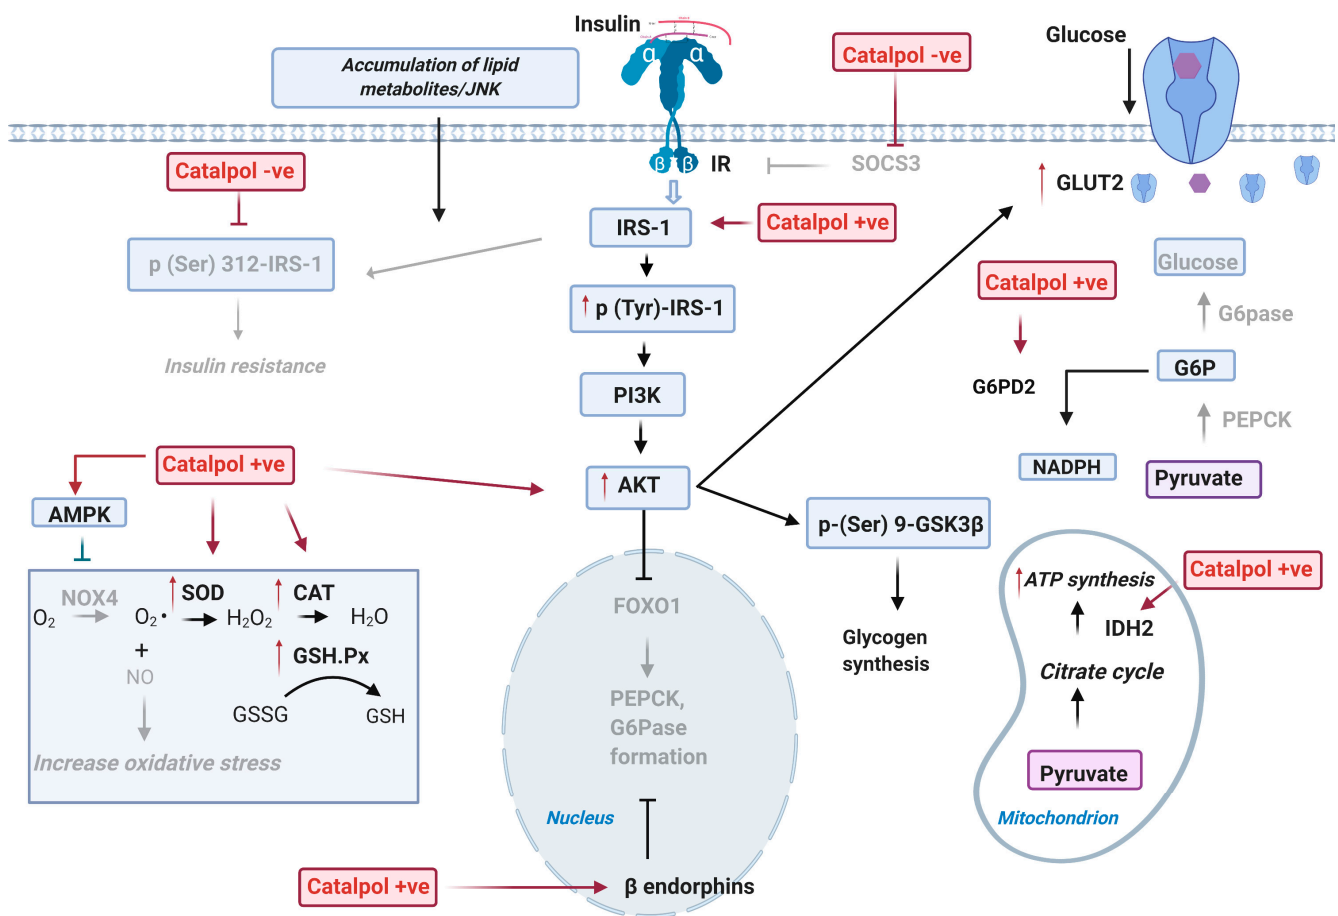 Insulin
α
α
Catalpol -ve
Glucose
Accumulation of lipid
metabolites/JNK
β
β
IR
SOCS3
Catalpol -ve
GLUT2
IRS-1
Catalpol +ve
p (Ser) 312-IRS-1
Glucose
Catalpol +ve
p (Tyr)-IRS-1
G6pase
Insulin resistance
G6P
G6PD2
PI3K
PEPCK
Catalpol +ve
NADPH
Pyruvate
AKT
AMPK
p-(Ser) 9-GSK3β
ATP synthesis
Catalpol +ve
NOX4
SOD
CAT
O₂
O₂•
H₂O₂
H₂O
FOXO1
IDH2
+
GSH.Px
Glycogen
synthesis
NO
Citrate cycle
GSSG
GSH
PEPCK,
G6Pase
formation
Increase oxidative stress
Pyruvate
Nucleus
Mitochondrion
Catalpol +ve
β endorphins